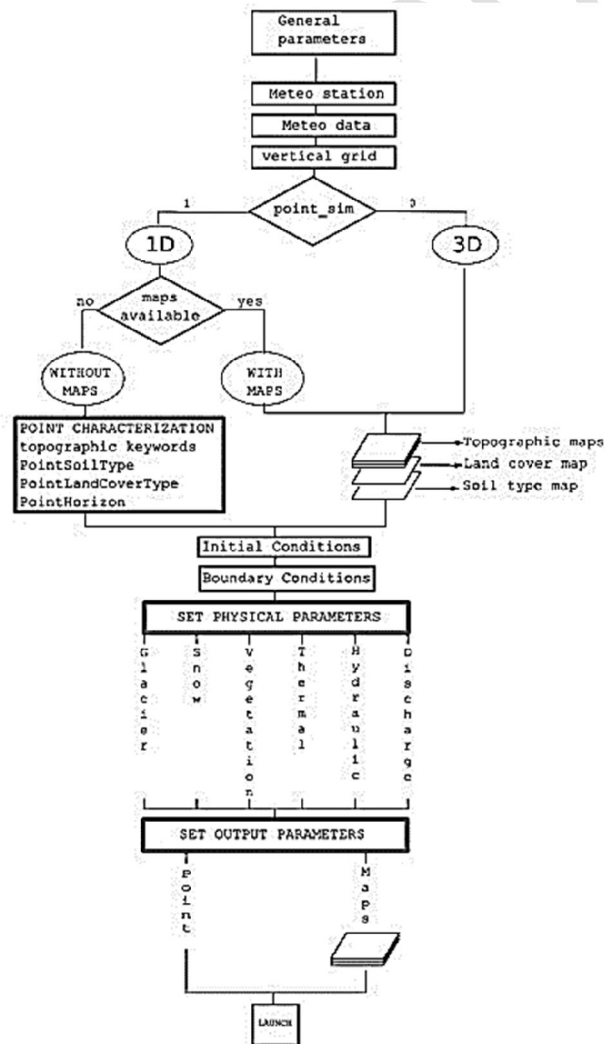 General
parameters
Meteo station
Meteo data
vertical grid
point_sim
1
0
1D
3D
maps
available
no
yes
WITHOUT
MAPS
WITH
MAPS
POINT CHARACTERIZATION
topographic keywords
PointSoilType
PointLandCoverType
PointHorizon
Topographic maps
Land cover map
Soil type map
Initial Conditions
Boundary Conditions
SET PHYSICAL PARAMETERS
Glacier
Snow
Vegetation
Thermal
Hydraulic
Discharge
SET OUTPUT PARAMETERS
Point
Maps
LAUNCH